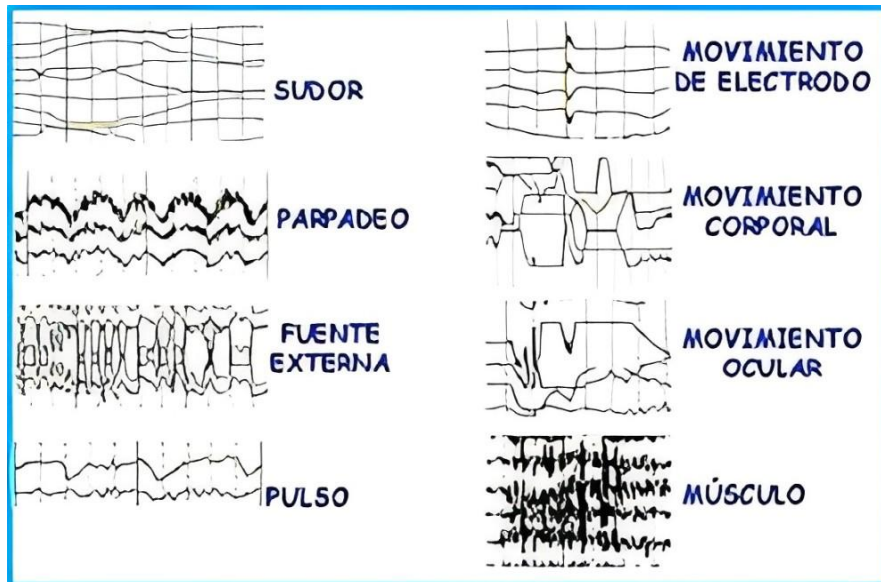 SUDOR
PARPADEO
FUENTE
EXTERNA
PULSO
MOVIMIENTO
DE ELECTRODO
MOVIMIENTO
CORPORAL
MOVIMIENTO
OCULAR
MÚSCULO